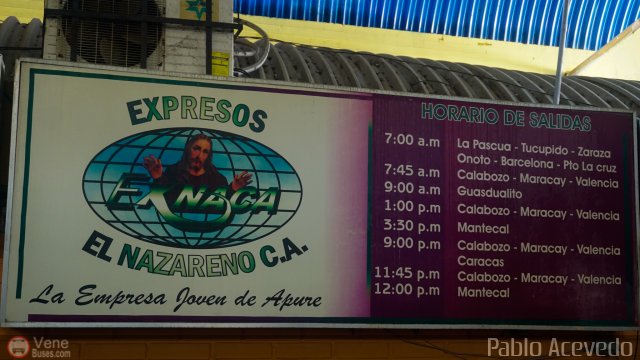 EXPRESOS
EXNASCA
EL NAZARENO C.A.
La Empresa Joven de Apure
HORARIO DE SALIDAS
7:00 a.m La Pascua - Tucupido - Zaraza
Onoto - Barcelona - Pto La cruz
7:45 a.m Calabozo - Maracay - Valencia
9:00 a.m Guasdualito
1:00 p.m Calabozo - Maracay - Valencia
3:30 p.m Mantecal
9:00 p.m Calabozo - Maracay - Valencia
Caracas
11:45 p.m Calabozo - Maracay - Valencia
12:00 p.m Mantecal
Vene
Buses.com
Pablo Acevedo